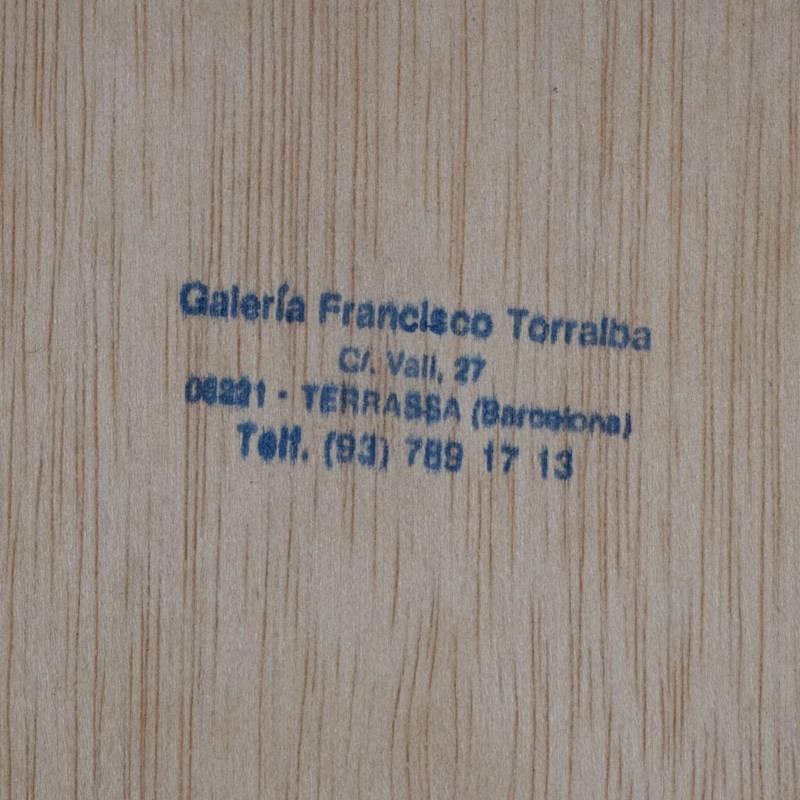 Galería Francisco Torralba
C/. Vall, 27
08221 - TERRASSA (Barcelona)
Telf. (93) 789 17 13